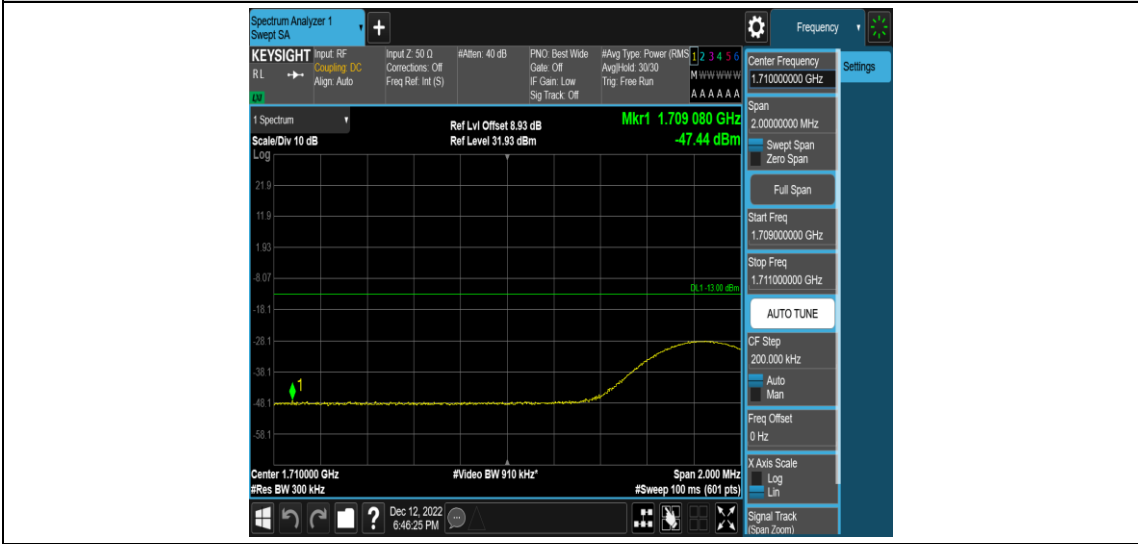 Spectrum Analyzer 1
Swept SA
+
Frequency
KEYSIGHT
RL
LNI
Input: RF
Coupling: DC
Align: Auto
Input Z: 50 Ω
Corrections: Off
Freq Ref: Int (S)
#Atten: 40 dB
PNO: Best Wide
Gate: Off
IF Gain: Low
Sig Track: Off
#Avg Type: Power (RMS
Avg|Hold: 30/30
Trig: Free Run
1 2 3 4 5 6
M W W W W W
A A A A A A
1 Spectrum
Scale/Div 10 dB
Ref Lvl Offset 8.93 dB
Ref Level 31.93 dBm
Mkr1 1.709 080 GHz
-47.44 dBm
Log
21.9
11.9
1.93
-8.07
-18.1
-28.1
-38.1
-48.1
-58.1
DL1 -13.00 dBm
1
Center 1.710000 GHz
#Video BW 910 kHz*
Span 2.000 MHz
#Res BW 300 kHz
#Sweep 100 ms (601 pts)
?
Dec 12, 2022
6:46:25 PM
Center Frequency
1.710000000 GHz
Settings
Span
2.00000000 MHz
Swept Span
Zero Span
Full Span
Start Freq
1.709000000 GHz
Stop Freq
1.711000000 GHz
AUTO TUNE
CF Step
200.000 kHz
Auto
Man
Freq Offset
0 Hz
X Axis Scale
Log
Lin
Signal Track
(Span Zoom)